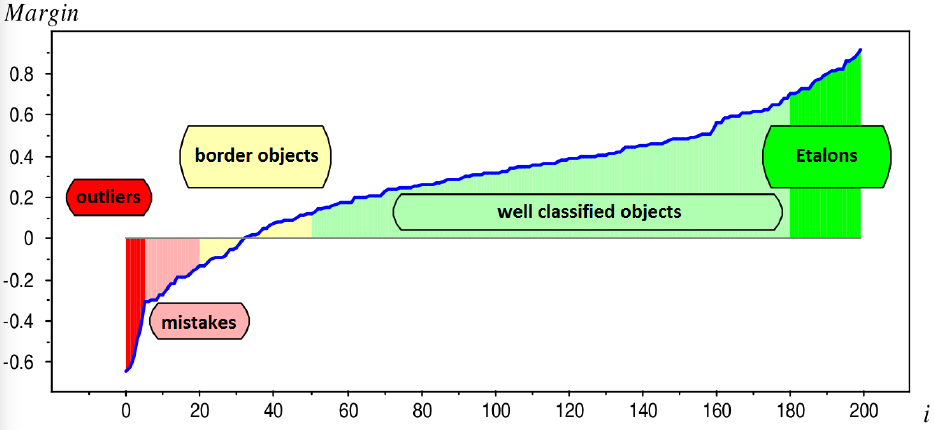 Margin
0.8
0.6
0.4
0.2
0
-0.2
-0.4
-0.6
border objects
Etalons
outliers
well classified objects
mistakes
0 20 40 60 80 100 120 140 160 180 200
i